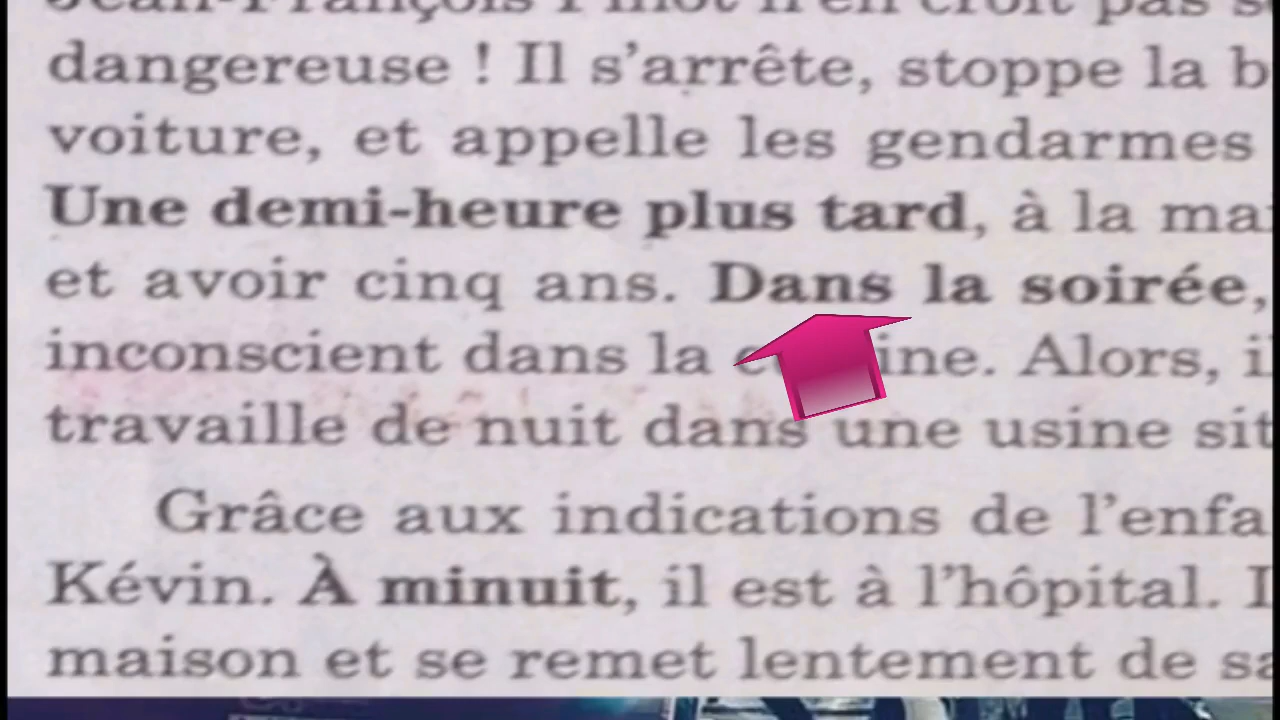 dangereuse ! Il s'arrête, stoppe la
voiture, et appelle les gendarmes
Une demi-heure plus tard, à la
et avoir cinq ans. Dans la soirée,
inconscient dans la Alors,
travaille de nuit dans une usine
Grâce aux indications de
Kévin. À minuit, il est à l'hôpital.
maison et se remet lentement de